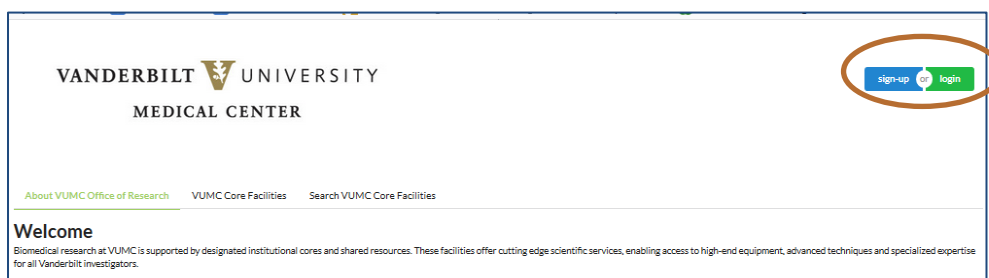 VANDERBILT UNIVERSITY
MEDICAL CENTER
sign-up or login
About VUMC Office of Research VUMC Core Facilities Search VUMC Core Facilities
Welcome
Biomedical research at VUMC is supported by designated institutional cores and shared resources. These facilities offer cutting edge scientific services, enabling access to high-end equipment, advanced techniques and specialized expertise
for all Vanderbilt investigators.